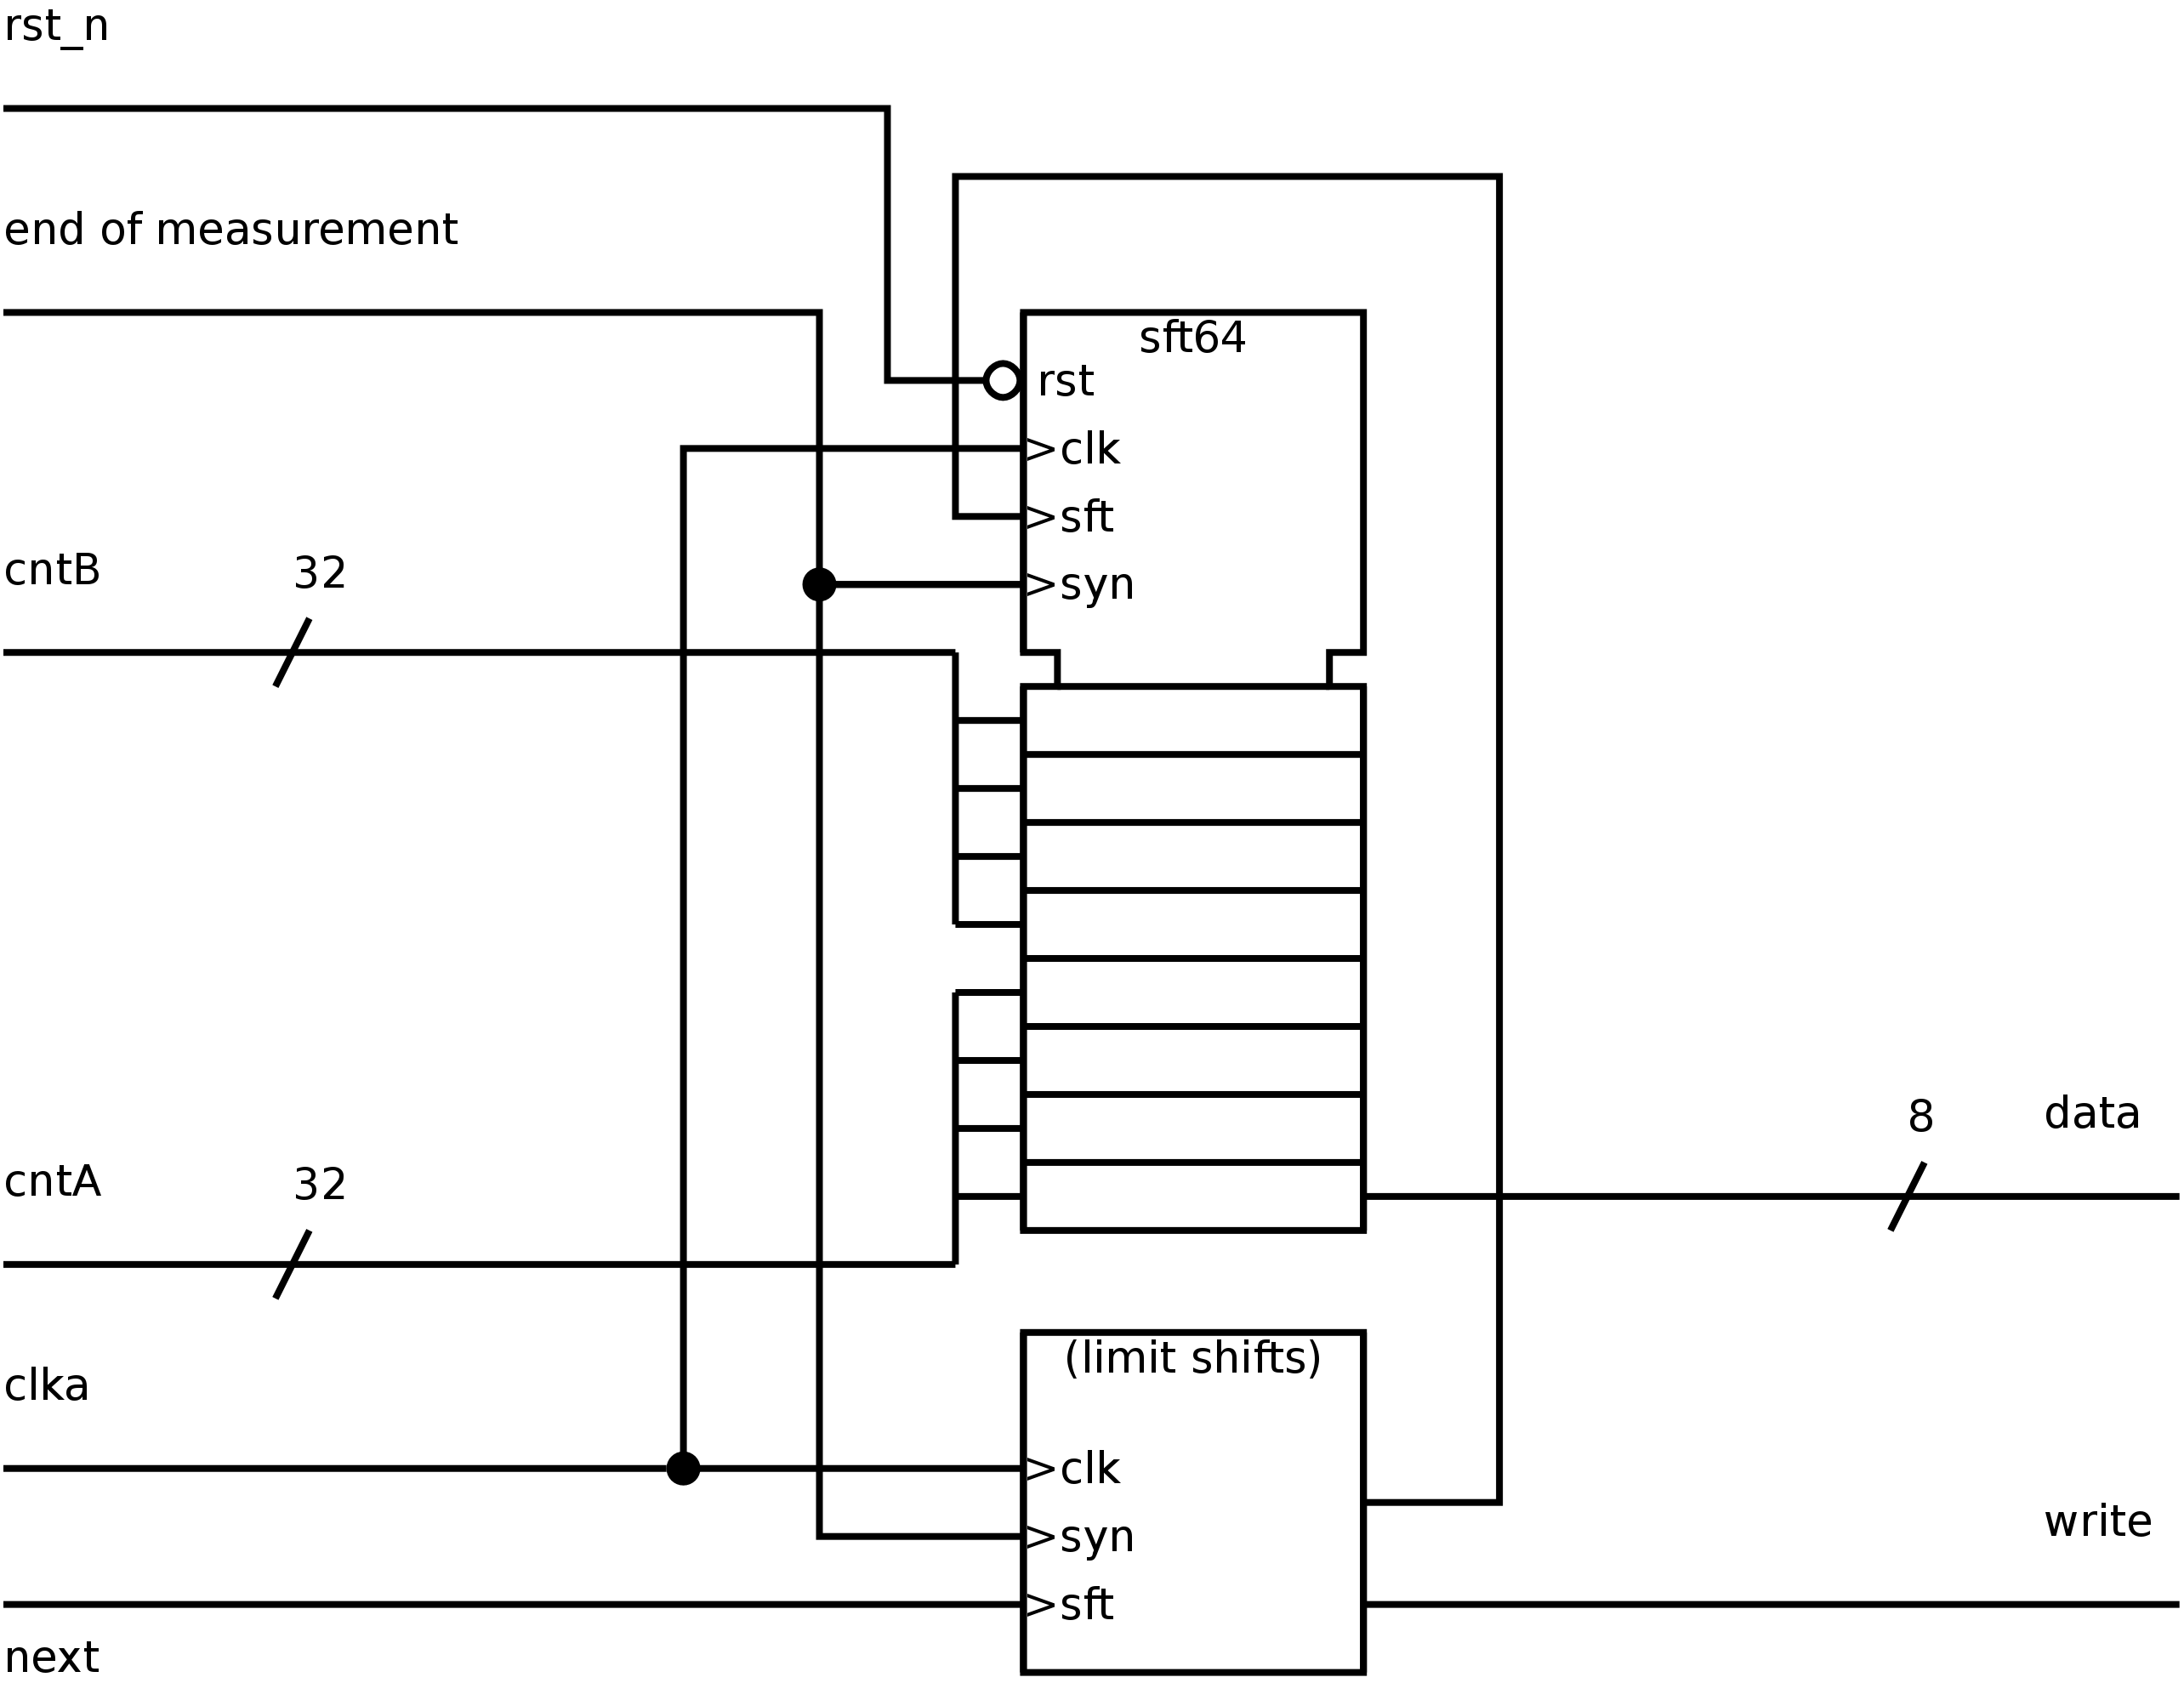 rst_n
end of measurement
sft64
rst
>clk
>sft
>syn
cntB
32
cntA
32
8
data
clka
(limit shifts)
>clk
>syn
>sft
write
next